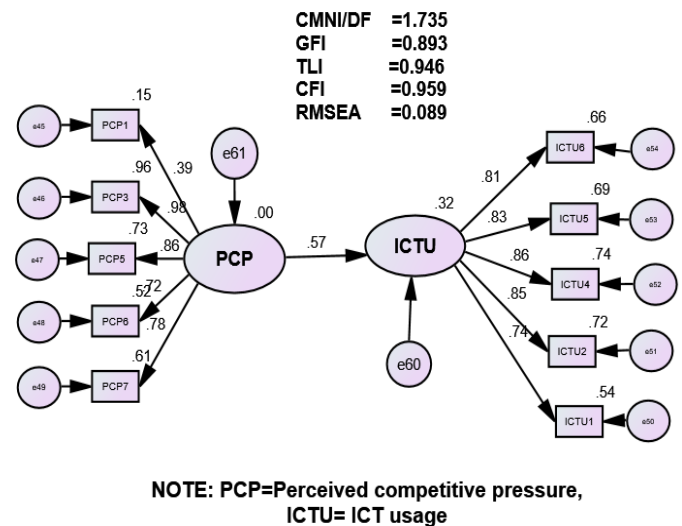 CMNI/DF =1.735
GFI =0.893
TLI =0.946
CFI =0.959
RMSEA =0.089
.15
e45
PCP1
.39
e61
.66
ICTU6
e54
.81
.96
e46
PCP3
.98
.00
.32
.69
ICTU5
e53
.83
.73
e47
PCP5
.86
PCP
.57
ICTU
.86
.74
ICTU4
e52
.52
.72
e48
PCP6
.85
.72
ICTU2
e51
.78
.61
e49
PCP7
e60
.74
.54
ICTU1
e50
NOTE: PCP=Perceived competitive pressure,
ICTU= ICT usage